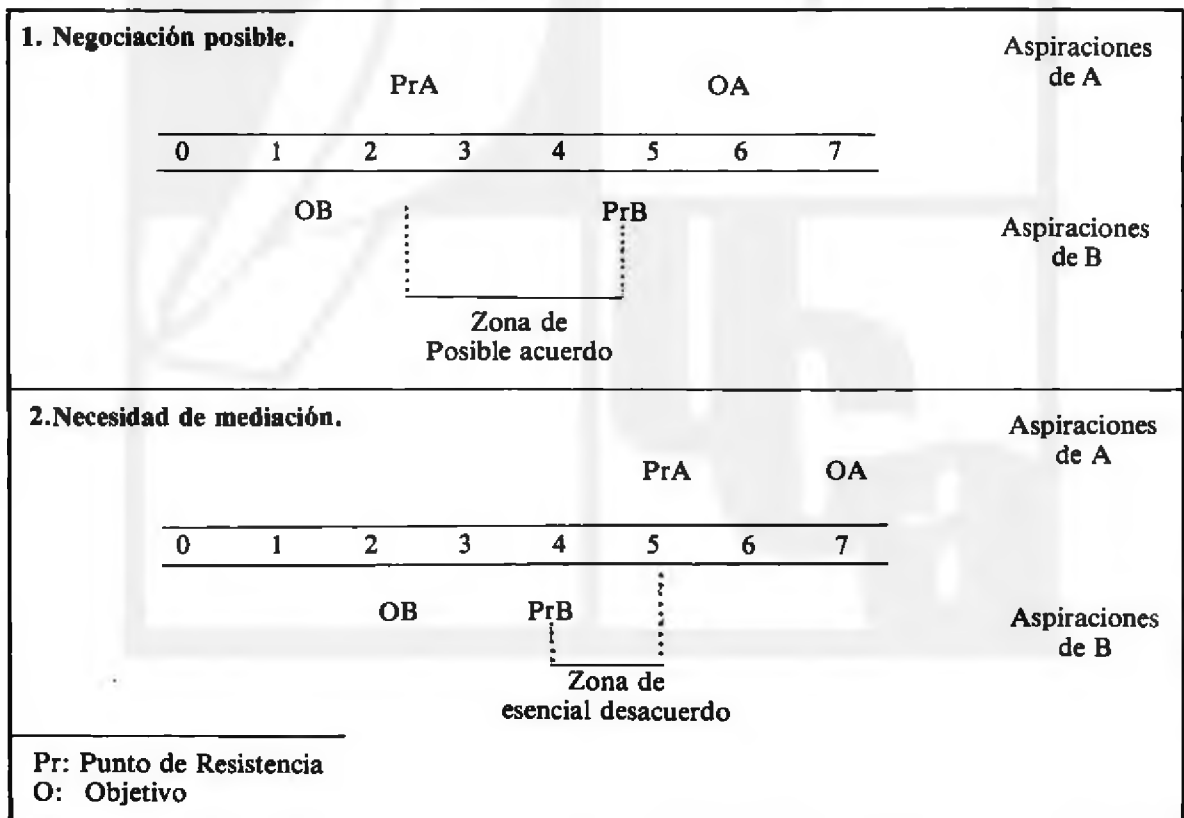 1. Negociación posible.
Aspiraciones
de A
PrA OA
0 1 2 3 4 5 6 7
OB PrB
Aspiraciones
de B
Zona de
Posible acuerdo
2.Necesidad de mediación.
Aspiraciones
de A
PrA OA
0 1 2 3 4 5 6 7
OB PrB
Aspiraciones
de B
Zona de
esencial desacuerdo
Pr: Punto de Resistencia
O: Objetivo